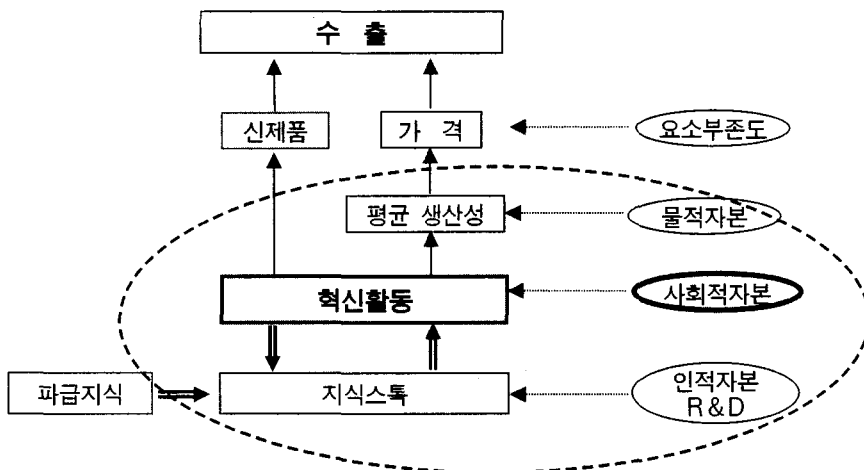 수 출
신제품
가 격
요소부존도
평균 생산성
물적자본
혁신활동
사회적자본
파급지식
지식스톡
인적자본
R&D